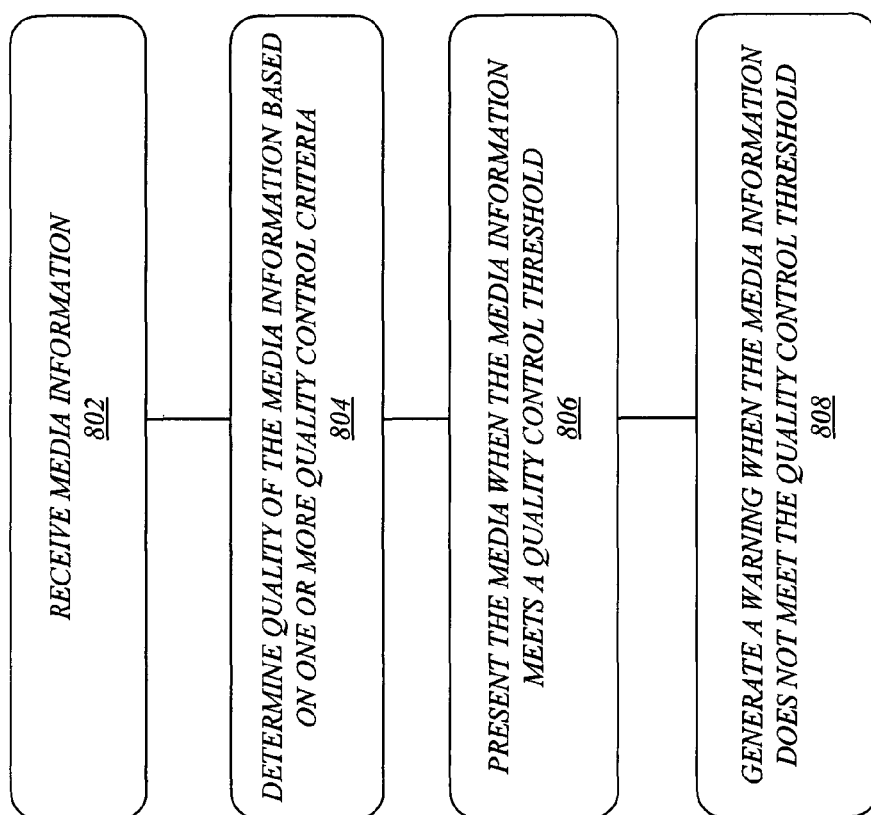 RECEIVE MEDIA INFORMATION
802
DETERMINE QUALITY OF THE MEDIA INFORMATION BASED
ON ONE OR MORE QUALITY CONTROL CRITERIA
804
PRESENT THE MEDIA WHEN THE MEDIA INFORMATION
MEETS A QUALITY CONTROL THRESHOLD
806
GENERATE A WARNING WHEN THE MEDIA INFORMATION
DOES NOT MEET THE QUALITY CONTROL THRESHOLD
808